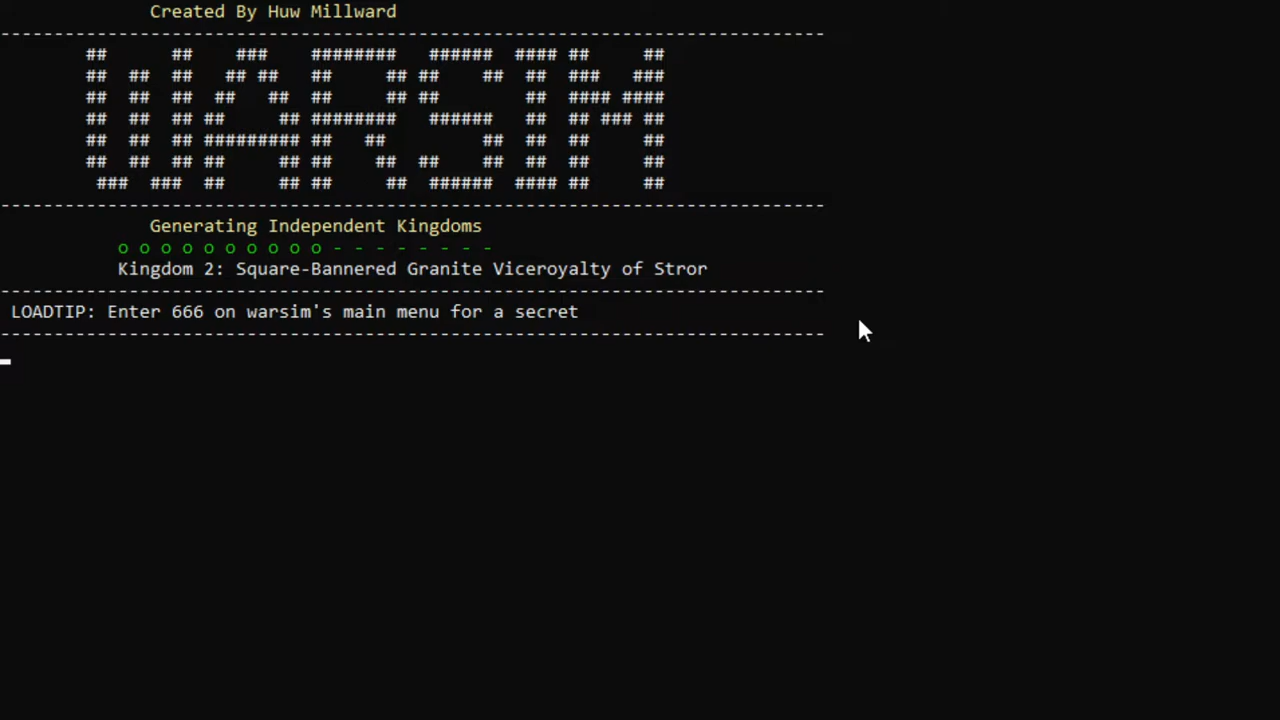 Created By Huw Millward
WARSIM
Generating Independent Kingdoms
o o o o o o o o o o - - - - - - - -
Kingdom 2: Square-Bannered Granite Viceroyalty of Stror
LOADTIP: Enter 666 on warsim's main menu for a secret